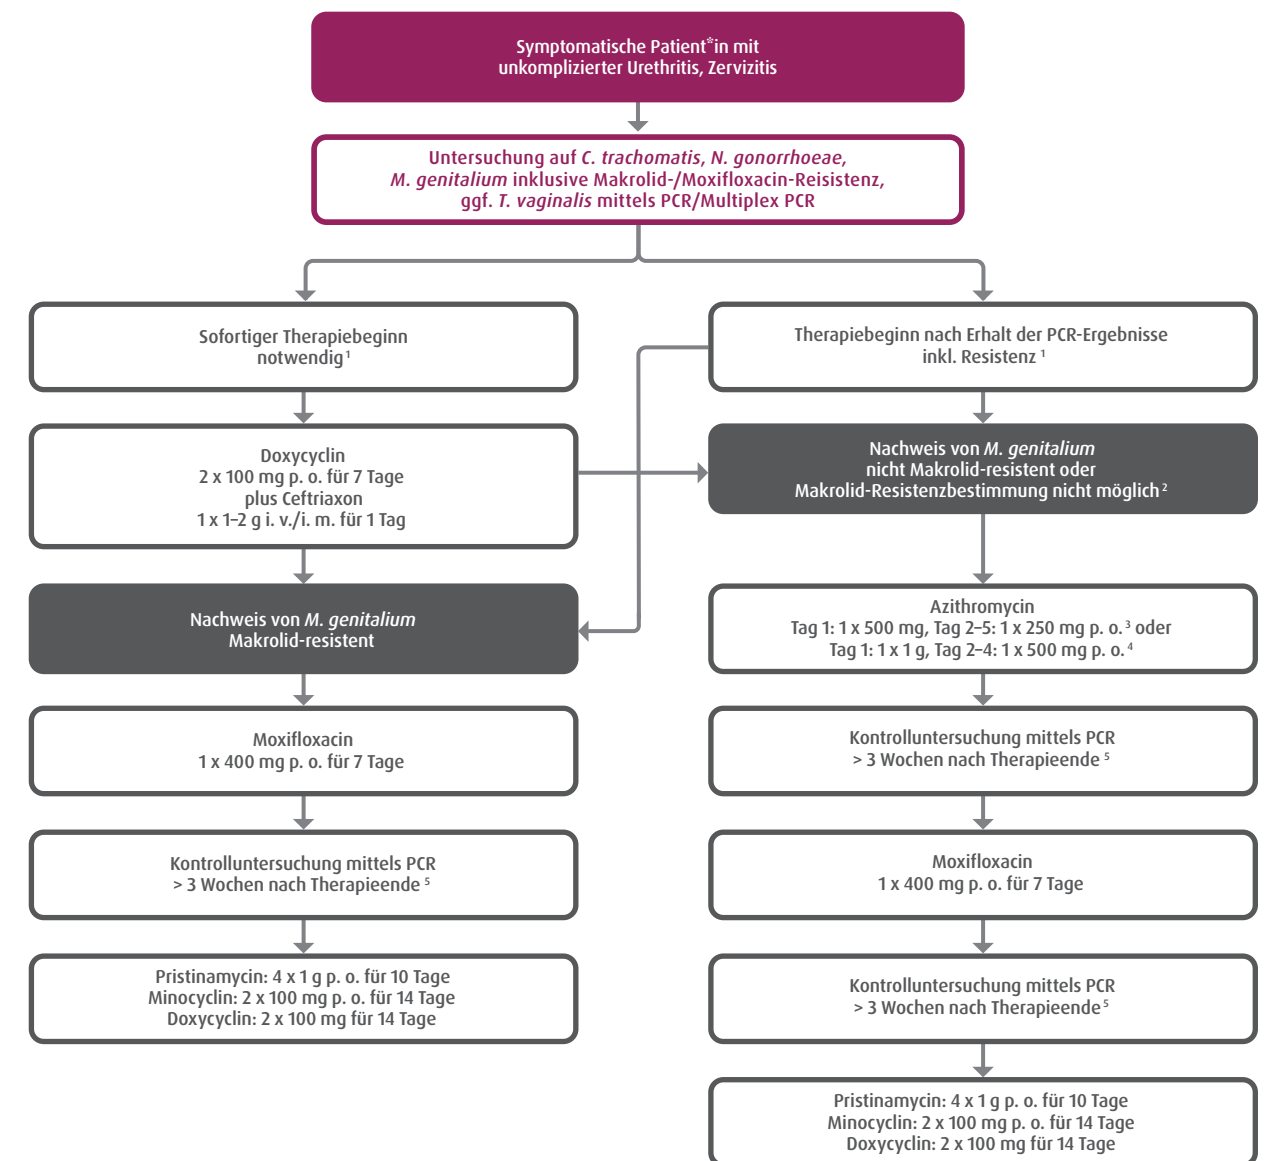 Symptomatische Patient*in mit
unkomplizierter Urethritis, Zervizitis
Untersuchung auf C. trachomatis, N. gonorrhoeae,
M. genitalium inklusive Makrolid-/Moxifloxacin-Reisistenz,
ggf. T. vaginalis mittels PCR/Multiplex PCR
Sofortiger Therapiebeginn
notwendig ¹
Doxycyclin
2 x 100 mg p. o. für 7 Tage
plus Ceftriaxon
1 x 1–2 g i. v./i. m. für 1 Tag
Nachweis von M. genitalium
Makrolid-resistent
Moxifloxacin
1 x 400 mg p. o. für 7 Tage
Kontrolluntersuchung mittels PCR
> 3 Wochen nach Therapieende ⁵
Pristinamycin: 4 x 1 g p. o. für 10 Tage
Minocyclin: 2 x 100 mg p. o. für 14 Tage
Doxycyclin: 2 x 100 mg für 14 Tage
Therapiebeginn nach Erhalt der PCR-Ergebnisse
inkl. Resistenz ¹
Nachweis von M. genitalium
nicht Makrolid-resistent oder
Makrolid-Resistenzbestimmung nicht möglich ²
Azithromycin
Tag 1: 1 x 500 mg, Tag 2–5: 1 x 250 mg p. o. ³ oder
Tag 1: 1 x 1 g, Tag 2–4: 1 x 500 mg p. o. ⁴
Kontrolluntersuchung mittels PCR
> 3 Wochen nach Therapieende ⁵
Moxifloxacin
1 x 400 mg p. o. für 7 Tage
Kontrolluntersuchung mittels PCR
> 3 Wochen nach Therapieende ⁵
Pristinamycin: 4 x 1 g p. o. für 10 Tage
Minocyclin: 2 x 100 mg p. o. für 14 Tage
Doxycyclin: 2 x 100 mg für 14 Tage